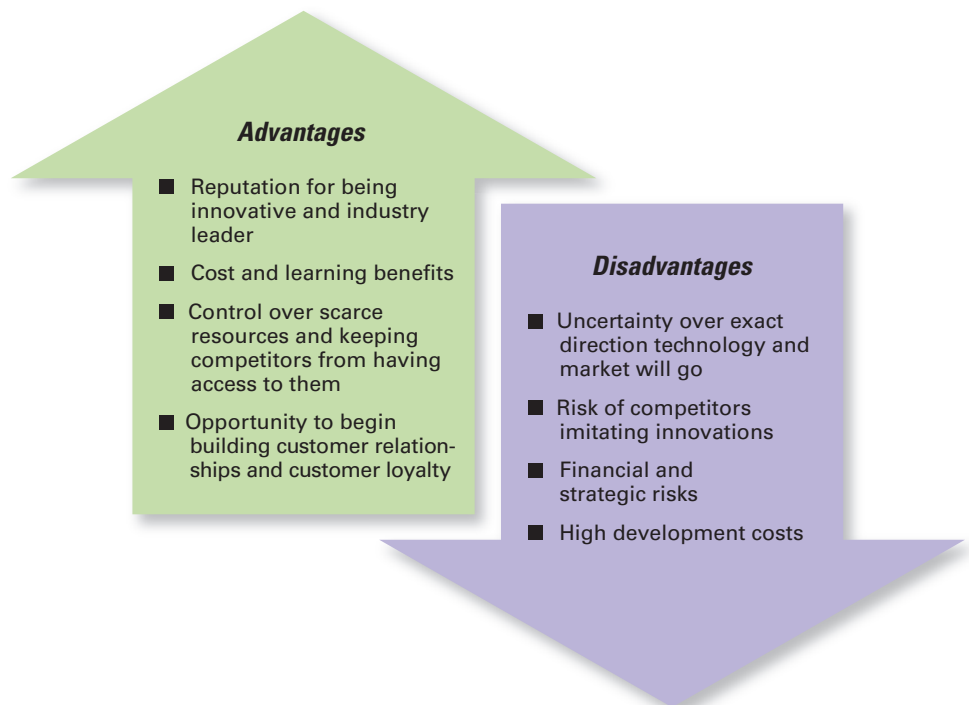 Advantages
■ Reputation for being
innovative and industry
leader
■ Cost and learning benefits
■ Control over scarce
resources and keeping
competitors from having
access to them
■ Opportunity to begin
building customer relation-
ships and customer loyalty
Disadvantages
■ Uncertainty over exact
direction technology and
market will go
■ Risk of competitors
imitating innovations
■ Financial and
strategic risks
■ High development costs